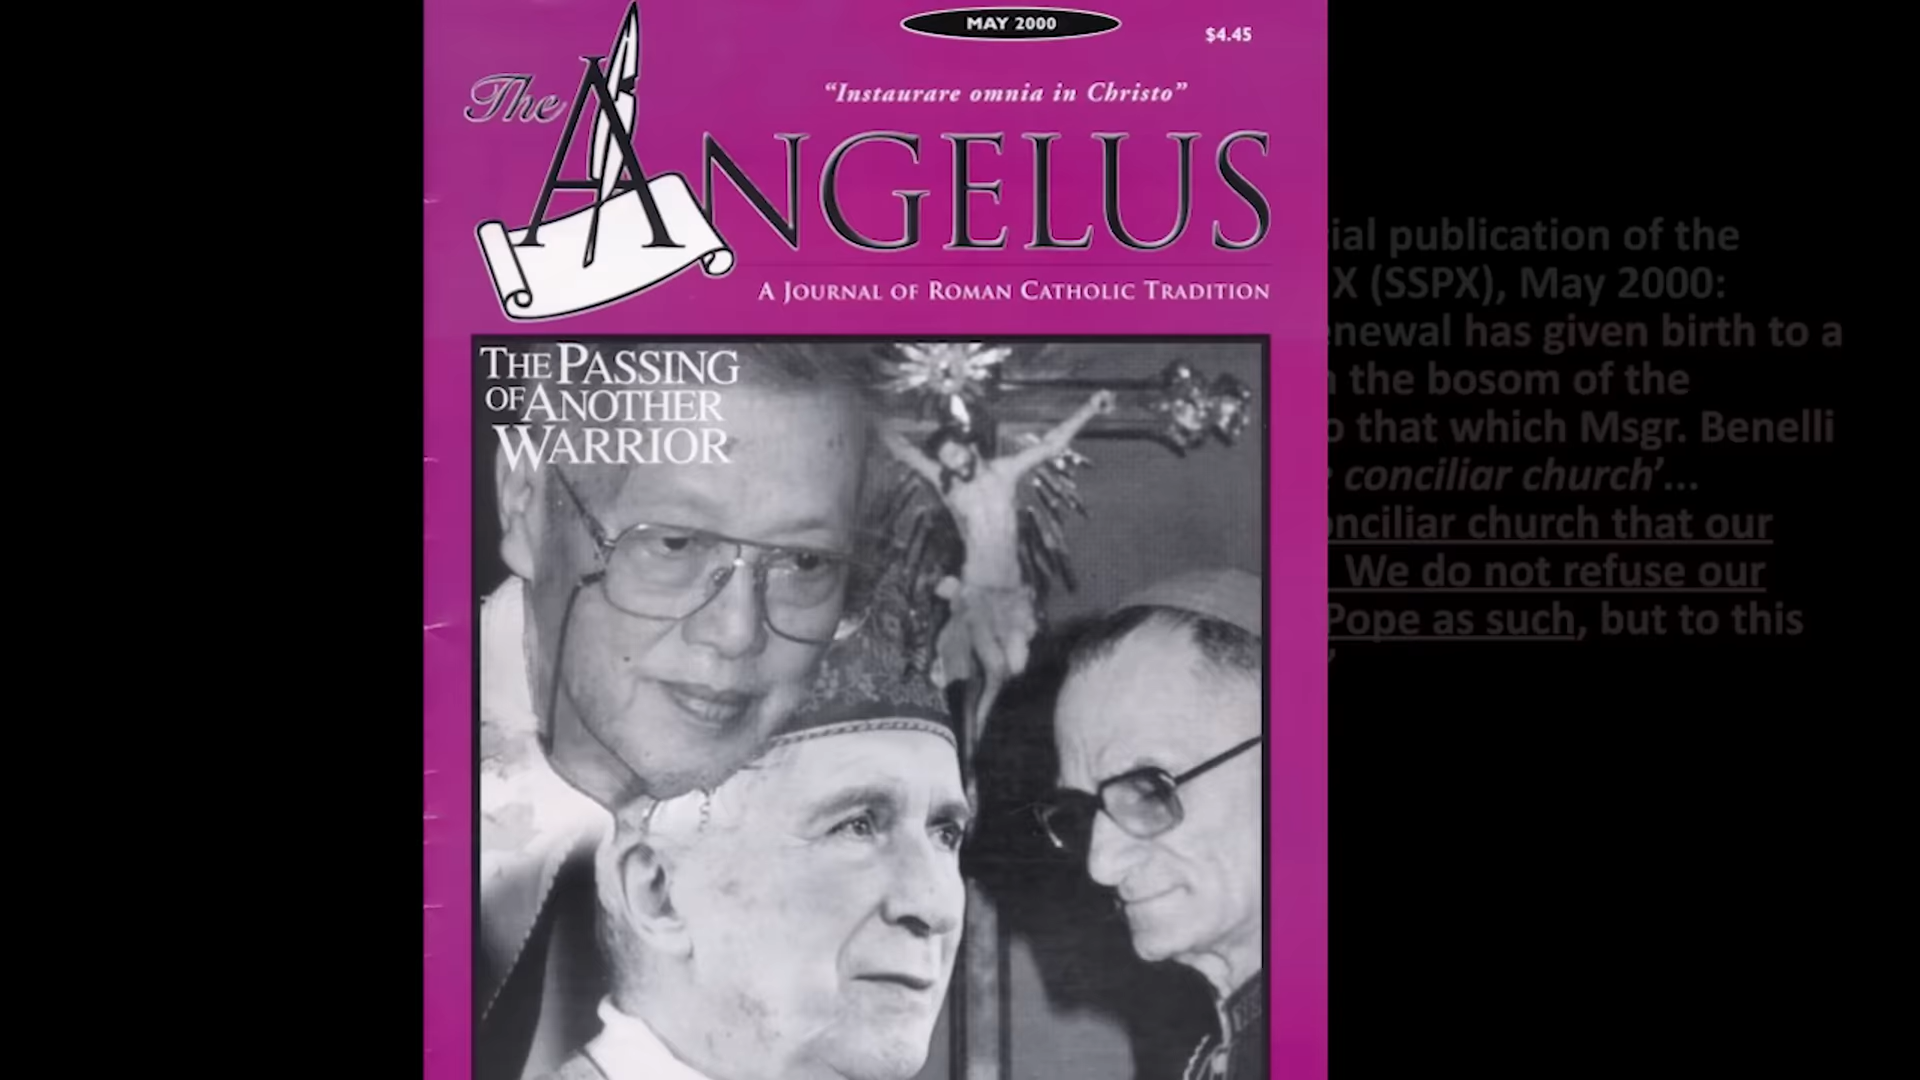 MAY 2000
$4.45
"Instaurare omnia in Christo"
The ANGELUS
A JOURNAL OF ROMAN CATHOLIC TRADITION
THE PASSING
OF ANOTHER
WARRIOR
ial publication of the
X (SSPX), May 2000:
enewal has given birth to a
the bosom of the
that which Msgr. Benelli
conciliar church'...
onciliar church that our
We do not refuse our
Pope as such, but to this